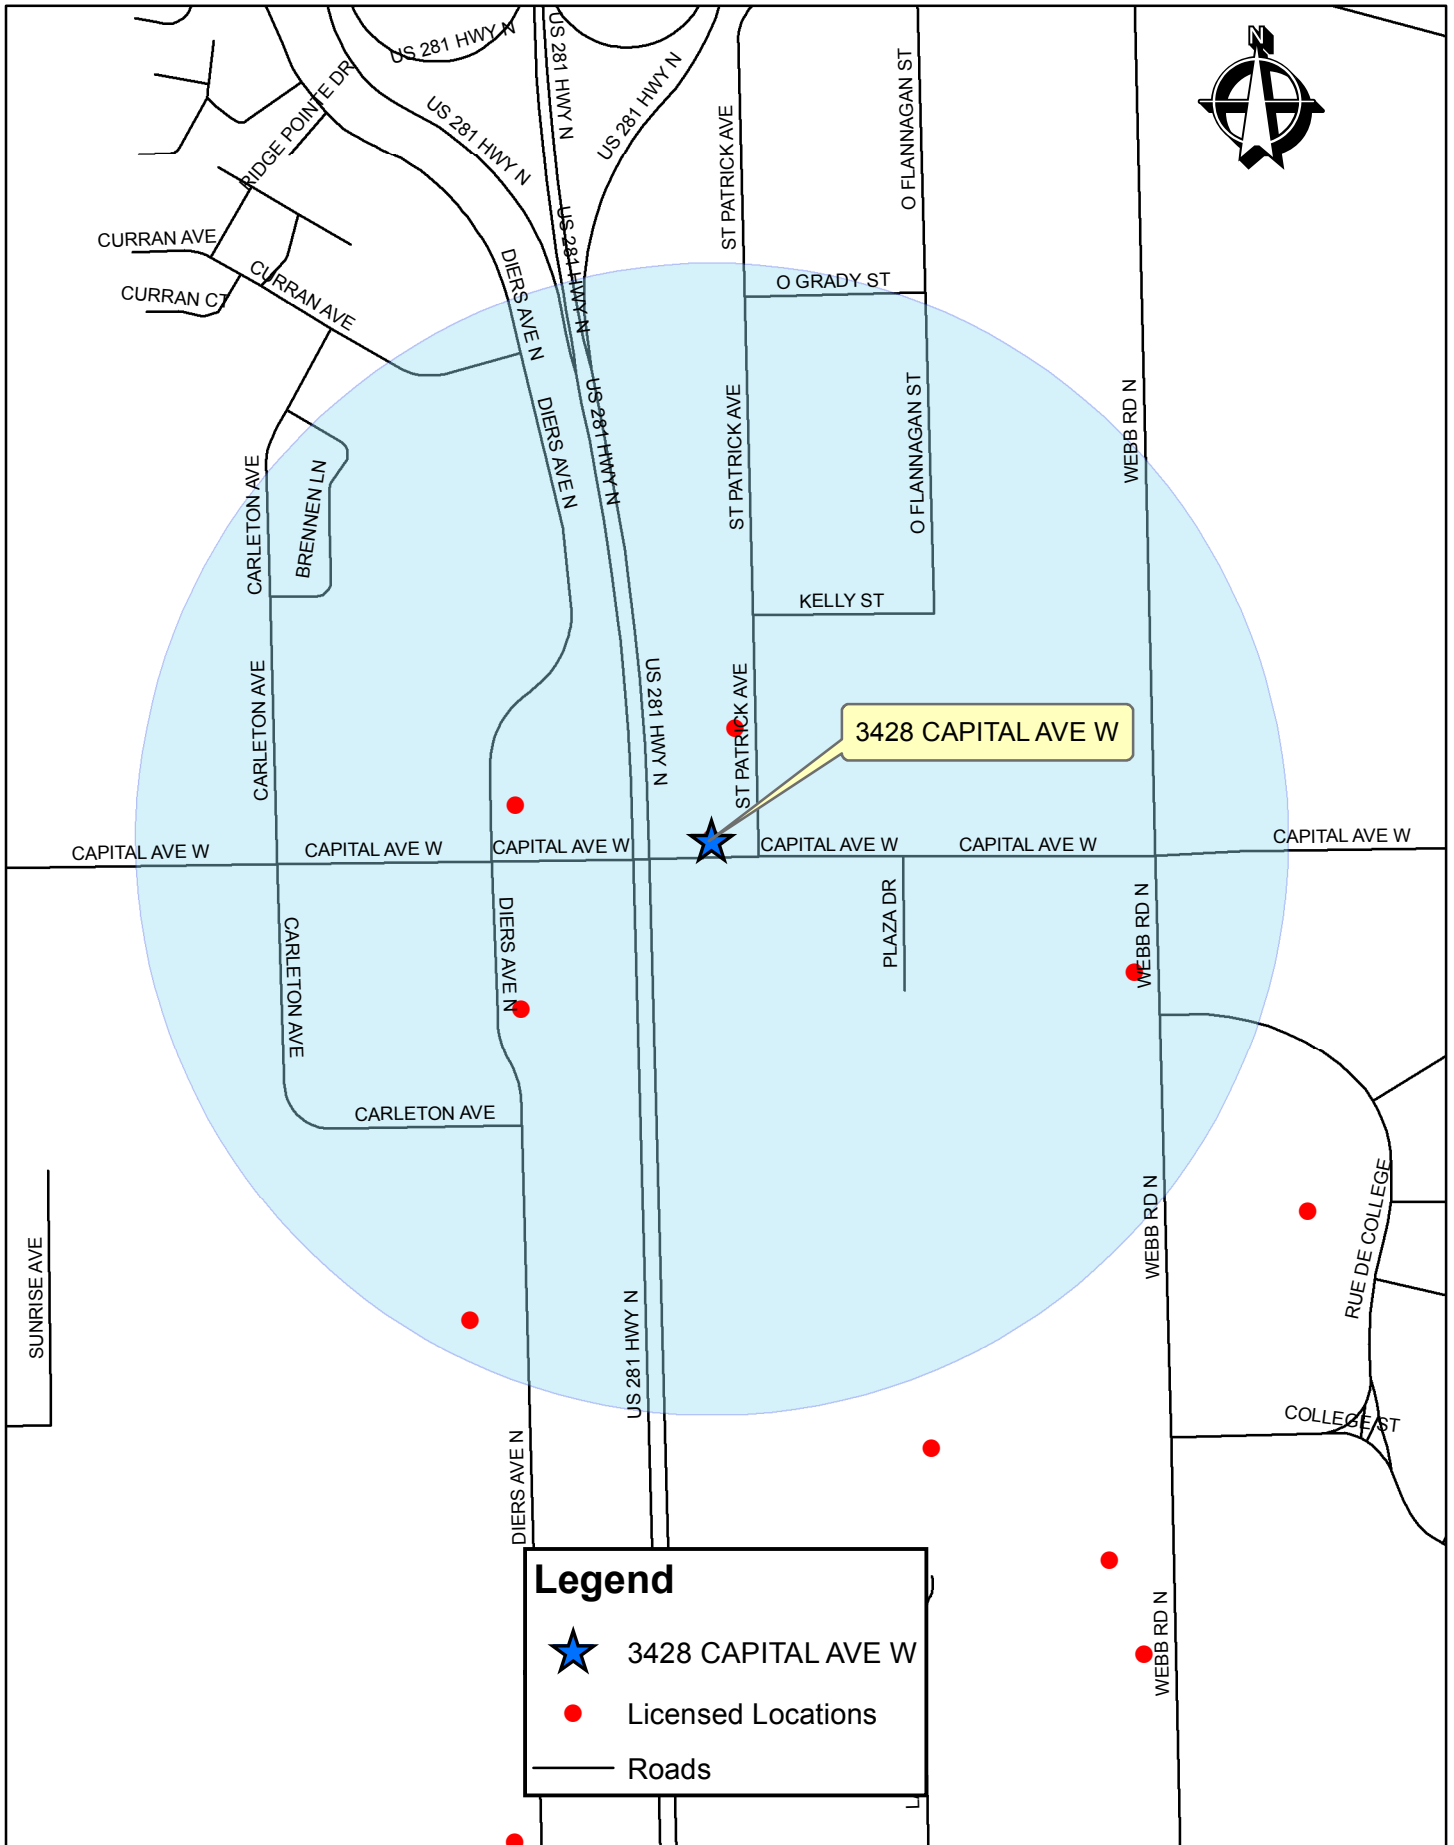 US 281 HWY N
US 281 HWY N
N
RIDGE POINTE DR
US 281 HWY N
US 281 HWY N
ST PATRICK AVE
O FLANNAGAN ST
CURRAN AVE
US 281 HWY N
CURRAN CT
CURRAN AVE
DIERS AVE N
O GRADY ST
DIERS AVE N
US 281 HWY N
ST PATRICK AVE
O FLANNAGAN ST
WEBB RD N
CARLETON AVE
BRENNEN LN
KELLY ST
CARLETON AVE
US 281 HWY N
ST PATRICK AVE
3428 CAPITAL AVE W
CAPITAL AVE W
CAPITAL AVE W
CAPITAL AVE W
CAPITAL AVE W
CAPITAL AVE W
CAPITAL AVE W
CARLETON AVE
DIERS AVE N
PLAZA DR
WEBB RD N
CARLETON AVE
SUNRISE AVE
US 281 HWY N
WEBB RD N
RUE DE COLLEGE
COLLEGE ST
DIERS AVE N
WEBB RD N
Legend
3428 CAPITAL AVE W
Licensed Locations
Roads